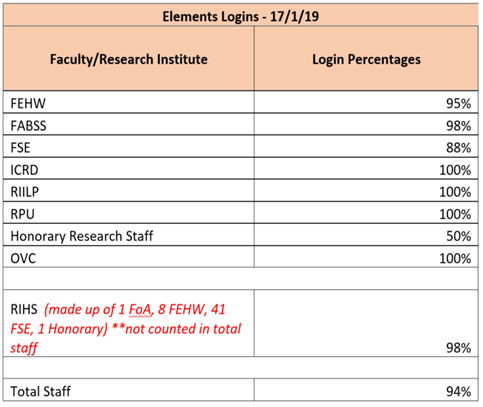 Elements Logins - 17/1/19
Faculty/Research Institute Login Percentages
FEHW 95%
FABSS 98%
FSE 88%
ICRD 100%
RIILP 100%
RPU 100%
Honorary Research Staff 50%
OVC 100%
RIHS (made up of 1 FoA, 8 FEHW, 41
FSE, 1 Honorary) **not counted in total
staff 98%
Total Staff 94%